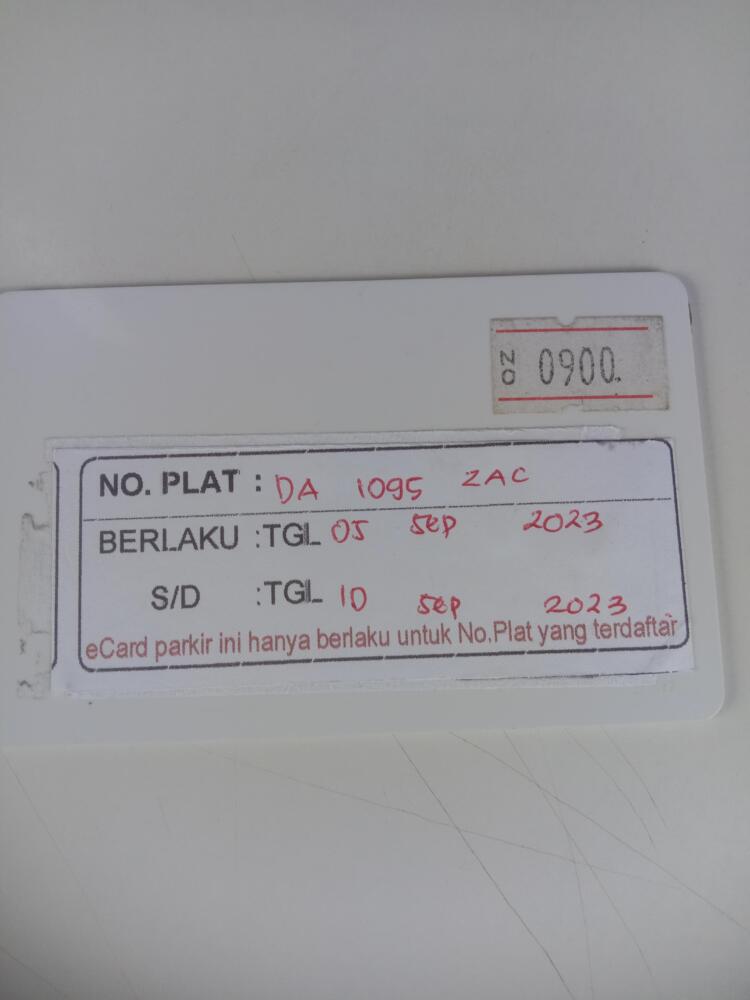 NO 0900.
NO. PLAT : DA 1095 ZAC
BERLAKU :TGL 05 Sep 2023
S/D :TGL 10 Sep 2023
eCard parkir ini hanya berlaku untuk No.Plat yang terdaftar